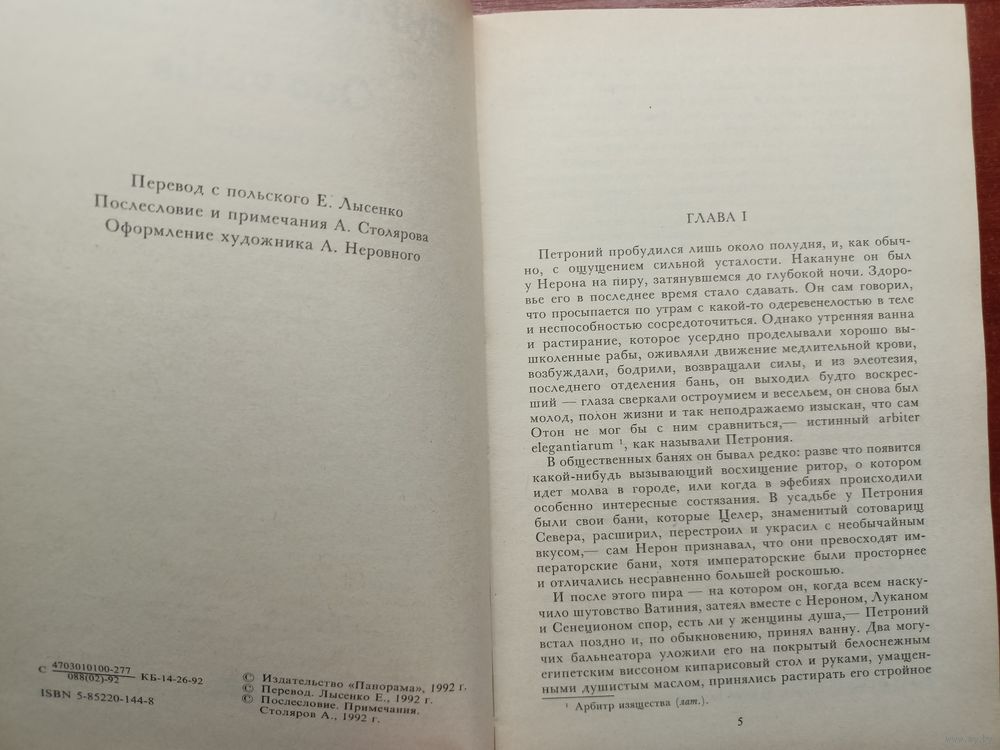 Перевод с польского Е. Лысенко
Послесловие и примечания А. Столярова
Оформление художника А. Неровного
С 4703010100-277
088(02)-92
КБ-14-26-92
ISBN 5-85220-144-8
© Издательство «Панорама», 1992 г.
© Перевод. Лысенко Е., 1992 г.
© Послесловие. Примечания.
Столяров А., 1992 г.
ГЛАВА I
Петроний пробудился лишь около полудня, и, как обыч-
но, с ощущением сильной усталости. Накануне он был
у Нерона на пиру, затянувшемся до глубокой ночи. Здоро-
вье его в последнее время стало сдавать. Он сам говорил,
что просыпается по утрам с какой-то одеревенелостью в теле
и неспособностью сосредоточиться. Однако утренняя ванна
и растирание, которое усердно проделывали хорошо вы-
школенные рабы, оживляли движение медлительной крови,
возбуждали, бодрили, возвращали силы, и из элеотезия,
последнего отделения бань, он выходил будто воскрес-
ший — глаза сверкали остроумием и весельем, он снова был
молод, полон жизни и так неподражаемо изыскан, что сам
Отон не мог бы с ним сравниться,— истинный arbiter
elegantiarum ¹, как называли Петрония.
В общественных банях он бывал редко: разве что появится
какой-нибудь вызывающий восхищение ритор, о котором
идет молва в городе, или когда в эфебиях происходили
особенно интересные состязания. В усадьбе у Петрония
были свои бани, которые Целер, знаменитый сотоварищ
Севера, расширил, перестроил и украсил с необычайным
вкусом,— сам Нерон признавал, что они превосходят им-
ператорские бани, хотя императорские были просторнее
и отличались несравненно большей роскошью.
И после этого пира — на котором он, когда всем наску-
чило шутовство Ватиния, затеял вместе с Нероном, Луканом
и Сенеционом спор, есть ли у женщины душа,— Петроний
встал поздно и, по обыкновению, принял ванну. Два могу-
чих бальнеатора уложили его на покрытый белоснежным
египетским виссоном кипарисовый стол и руками, умащен-
ными душистым маслом, принялись растирать его стройное
¹ Арбитр изящества (лат.).
5